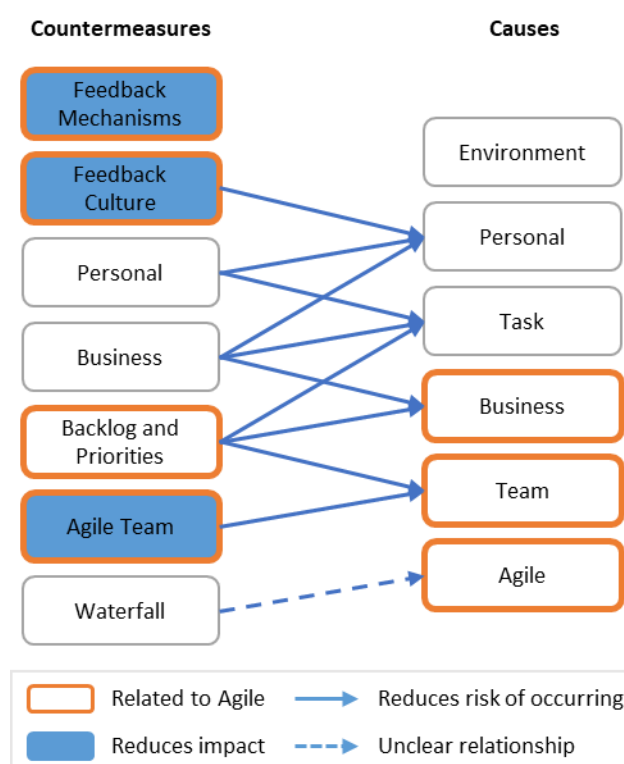 Countermeasures
Causes
Feedback
Mechanisms
Feedback
Culture
Personal
Business
Backlog and
Priorities
Agile Team
Waterfall
Environment
Personal
Task
Business
Team
Agile
Related to Agile
Reduces risk of occurring
Reduces impact
Unclear relationship